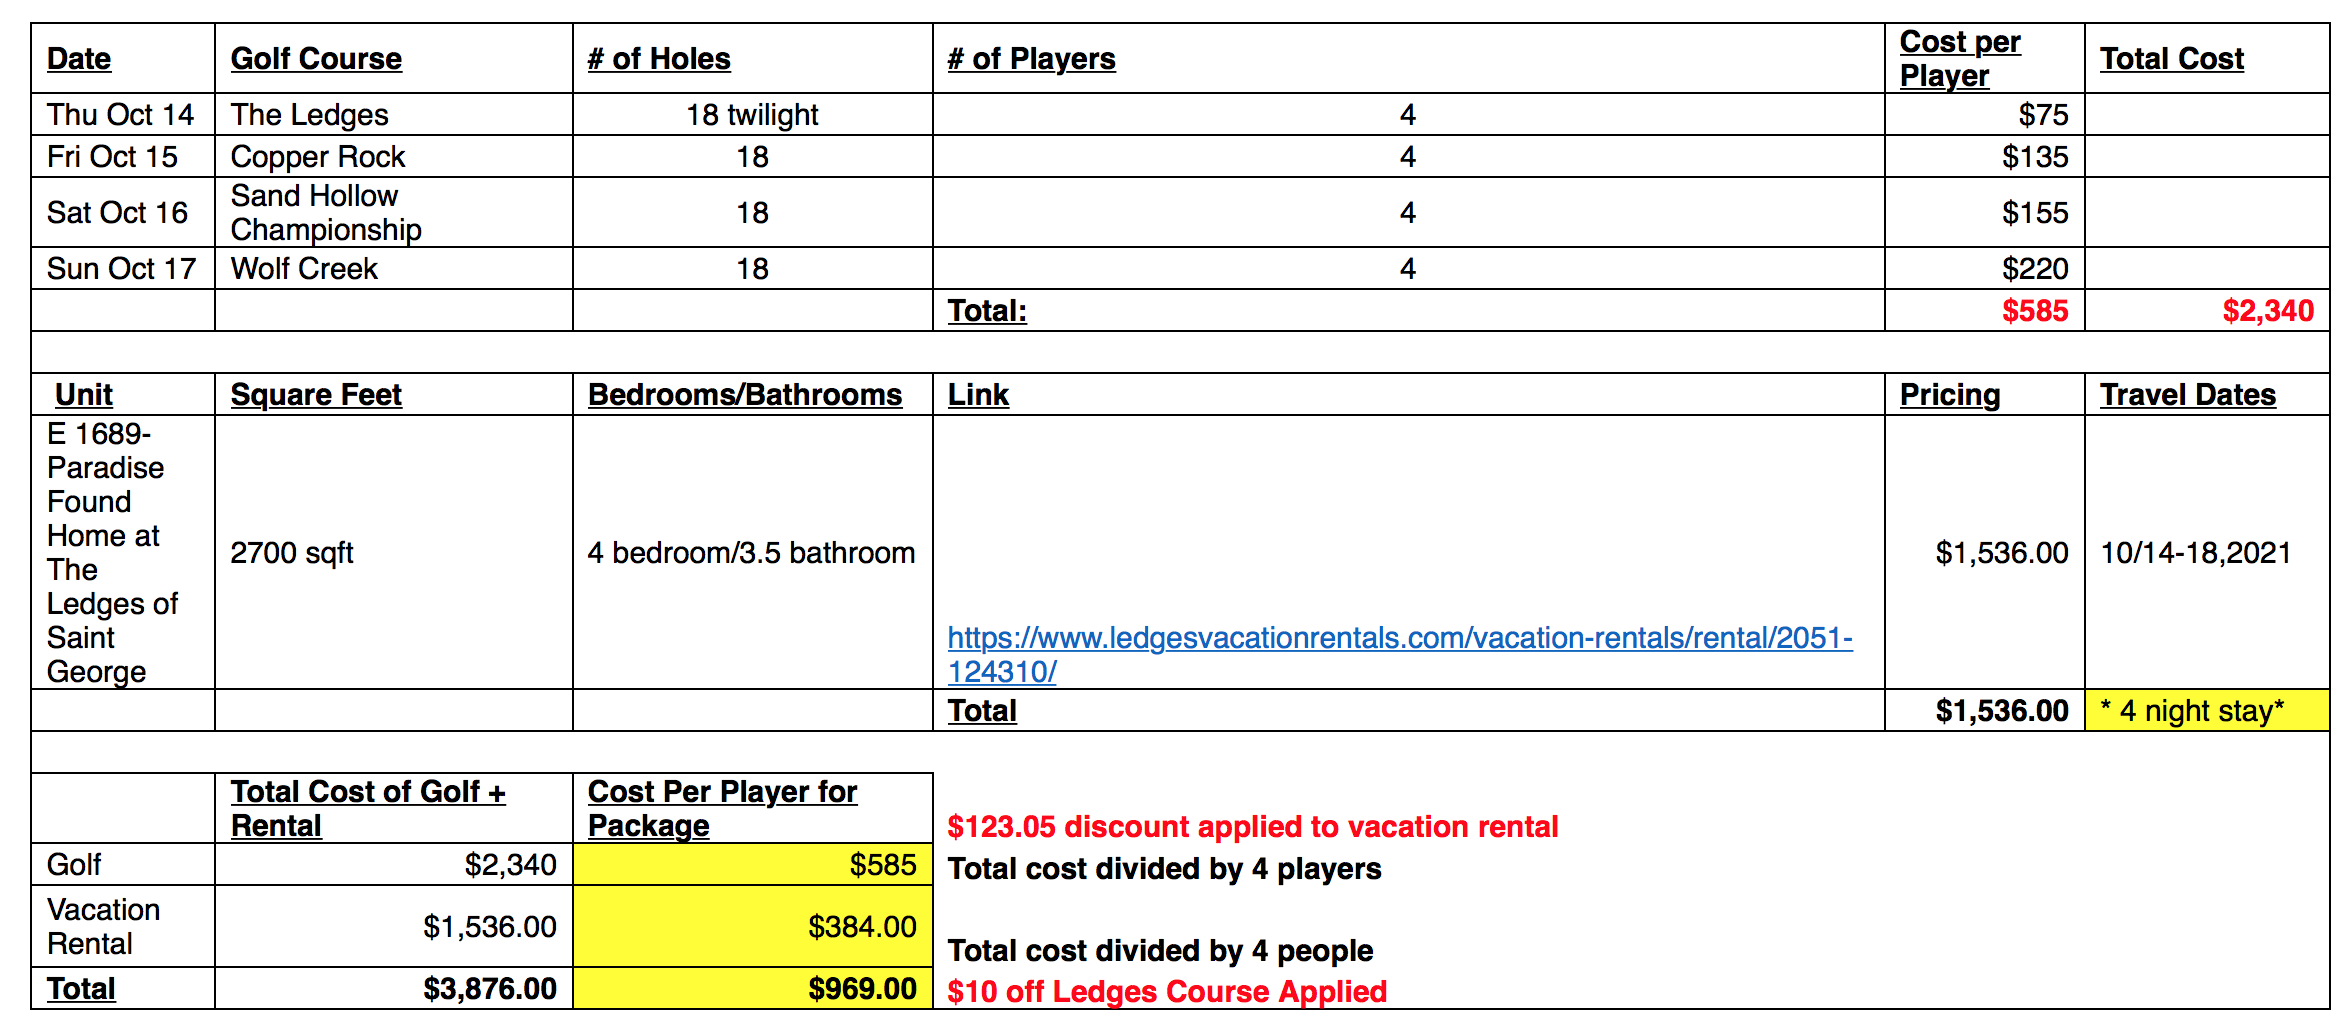 Date Golf Course # of Holes # of Players Cost per Player Total Cost
Thu Oct 14 The Ledges 18 twilight 4 $75
Fri Oct 15 Copper Rock 18 4 $135
Sat Oct 16 Sand Hollow Championship 18 4 $155
Sun Oct 17 Wolf Creek 18 4 $220
Total: $585 $2,340
Unit Square Feet Bedrooms/Bathrooms Link Pricing Travel Dates
E 1689-
Paradise
Found
Home at
The
Ledges of
Saint
George
2700 sqft
4 bedroom/3.5 bathroom
https://www.ledgesvacationrentals.com/vacation-rentals/rental/2051-
124310/
$1,536.00
10/14-18,2021
Total $1,536.00 * 4 night stay*
Total Cost of Golf +
Rental
Cost Per Player for
Package
$123.05 discount applied to vacation rental
Golf $2,340 $585 Total cost divided by 4 players
Vacation
Rental
$1,536.00 $384.00 Total cost divided by 4 people
Total $3,876.00 $969.00 $10 off Ledges Course Applied